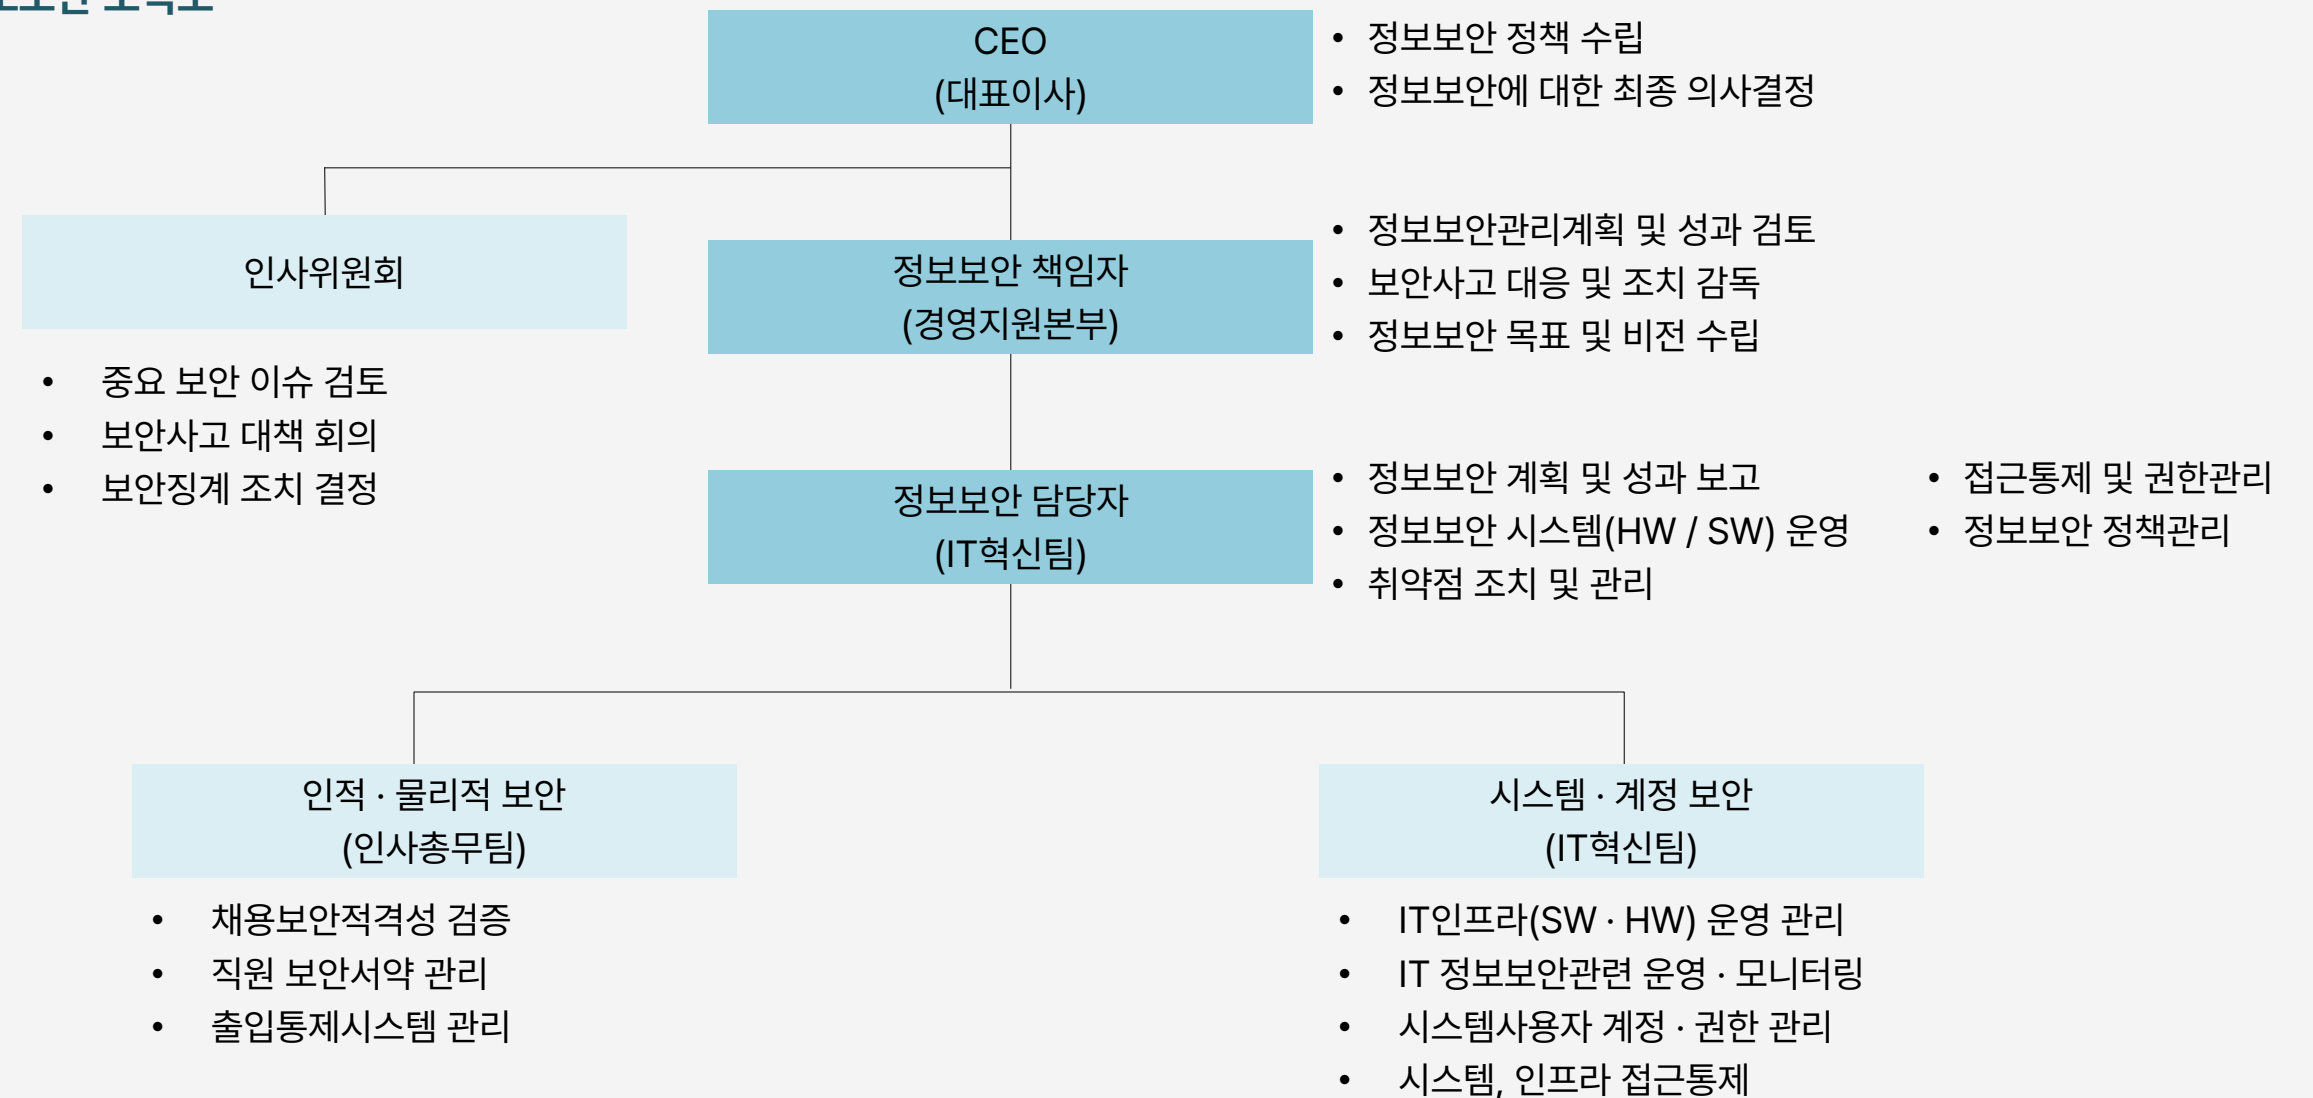 CEO
(대표이사)
• 정보보안 정책 수립
• 정보보안에 대한 최종 의사결정
인사위원회
• 중요 보안 이슈 검토
• 보안사고 대책 회의
• 보안징계 조치 결정
정보보안 책임자
(경영지원본부)
• 정보보안관리계획 및 성과 검토
• 보안사고 대응 및 조치 감독
• 정보보안 목표 및 비전 수립
정보보안 담당자
(IT혁신팀)
• 정보보안 계획 및 성과 보고
• 정보보안 시스템(HW / SW) 운영
• 취약점 조치 및 관리
• 접근통제 및 권한관리
• 정보보안 정책관리
인적 · 물리적 보안
(인사총무팀)
• 채용보안적격성 검증
• 직원 보안서약 관리
• 출입통제시스템 관리
시스템 · 계정 보안
(IT혁신팀)
• IT인프라(SW · HW) 운영 관리
• IT 정보보안관련 운영 · 모니터링
• 시스템사용자 계정 · 권한 관리
• 시스템, 인프라 접근통제